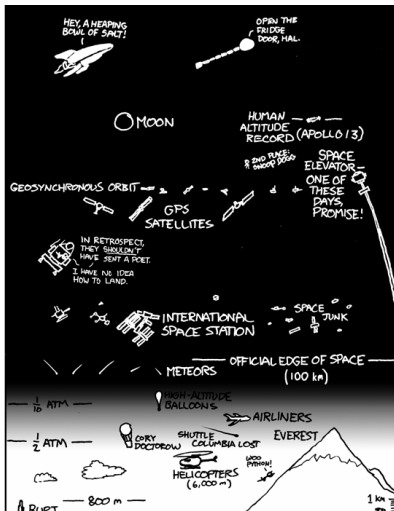 HEY, A HEAPING
BOWL OF SALT!
OPEN THE
FRIDGE
DOOR, HAL.
MOON
HUMAN
ALTITUDE
RECORD (APOLLO 13)
2ND PLACE:
SNOOP DOGG
SPACE
ELEVATOR—
ONE OF
THESE
DAYS,
PROMISE!
GEOSYNCHRONOUS ORBIT
GPS
SATELLITES
IN RETROSPECT,
THEY SHOULDN'T
HAVE SENT A POET.
I HAVE NO IDEA
HOW TO LAND.
INTERNATIONAL
SPACE STATION
SPACE
JUNK
METEORS
OFFICIAL EDGE OF SPACE
(100 km)
1/10 ATM
HIGH-ALTITUDE
BALLOONS
AIRLINERS
1/2 ATM
CORY
DOCTOROW
SHUTTLE
COLUMBIA LOST
EVEREST
HELICOPTERS
(6,000 m)
WOO
PYTHON!
800 m
1 km